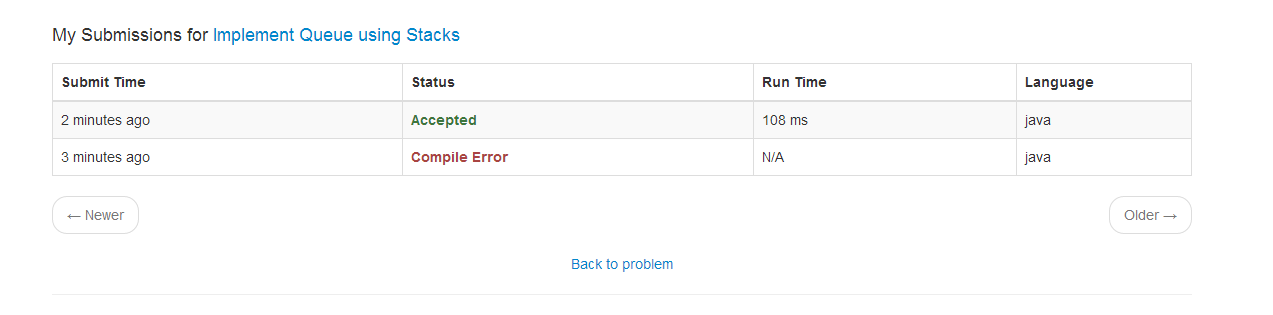 My Submissions for Implement Queue using Stacks
Submit Time Status Run Time Language
2 minutes ago Accepted 108 ms java
3 minutes ago Compile Error N/A java
← Newer Older →
Back to problem